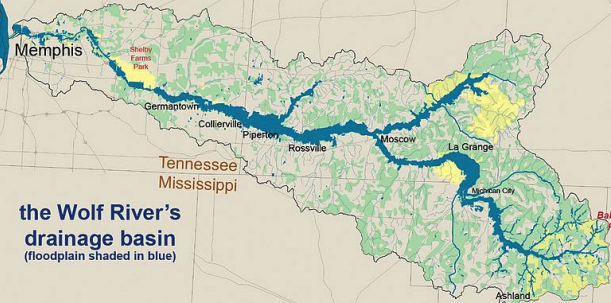 Memphis
Shelby
Farms
Park
Germantown
Collierville
Piperton
Rossville
Moscow
La Grange
Tennessee
Mississippi
Michigan City
the Wolf River's
drainage basin
(floodplain shaded in blue)
Ashland